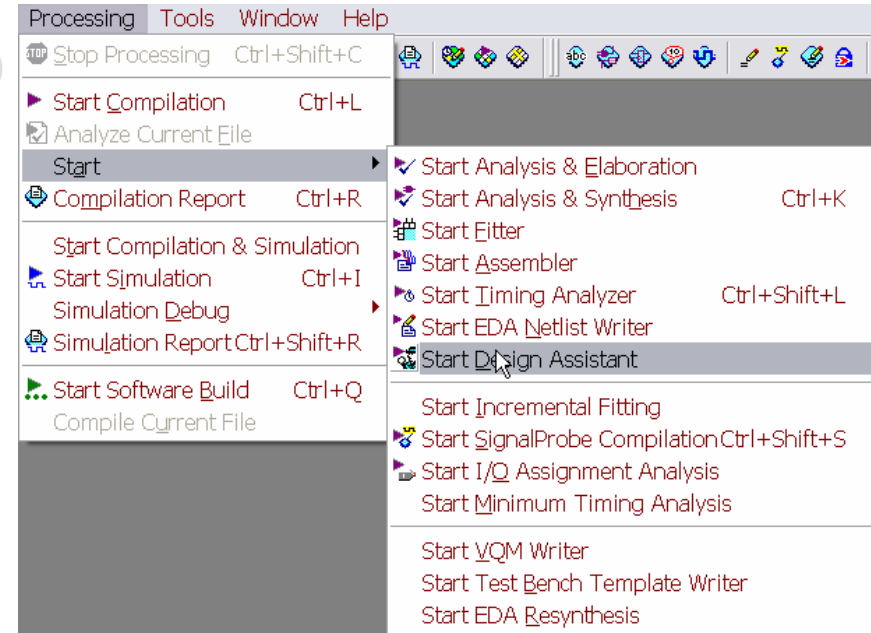 Processing Tools Window Help
STOP Stop Processing Ctrl+Shift+C
abc
Start Compilation Ctrl+L
Analyze Current File
Start
Compilation Report Ctrl+R
Start Compilation & Simulation
Start Simulation Ctrl+I
Simulation Debug
Simulation Report Ctrl+Shift+R
Start Software Build Ctrl+Q
Compile Current File
Start Analysis & Elaboration
Start Analysis & Synthesis Ctrl+K
Start Fitter
Start Assembler
Start Timing Analyzer Ctrl+Shift+L
Start EDA Netlist Writer
Start Design Assistant
Start Incremental Fitting
Start SignalProbe Compilation Ctrl+Shift+S
Start I/O Assignment Analysis
Start Minimum Timing Analysis
Start VQM Writer
Start Test Bench Template Writer
Start EDA Resynthesis